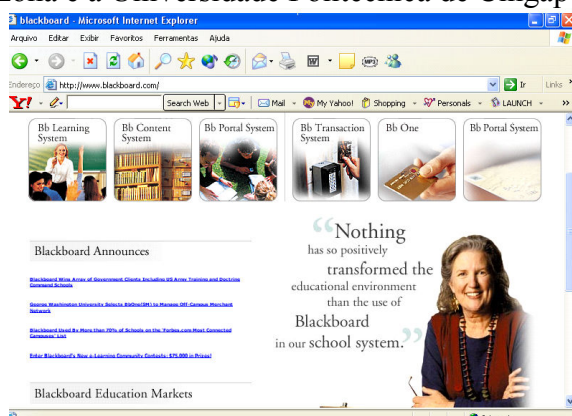 zona e a Universidade Politécnica de Cingap
blackboard - Microsoft Internet Explorer
Arquivo Editar Exibir Favoritos Ferramentas Ajuda
Endereço http://www.blackboard.com/ Ir Links »
Y! Search Web Mail My Yahoo! Shopping Personals LAUNCH »
Bb Learning System
Bb Content System
Bb Portal System
Bb Transaction System
Bb One
Bb Portal System
Blackboard Announces
Blackboard Wins Array of Government Clients Including US Army Training and Doctrine
Command Schools
George Washington University Selects BbOne(SM) to Manage Off-Campus Merchant
Network
Blackboard Used By More than 70% of Schools on the 'Forbes.com Most Connected
Campuses' List
Enter Blackboard's New e-Learning Community Contests: $75,000 in Prizes!
Blackboard Education Markets
“Nothing
has so positively
transformed the
educational environment
than the use of
Blackboard
in our school system.”